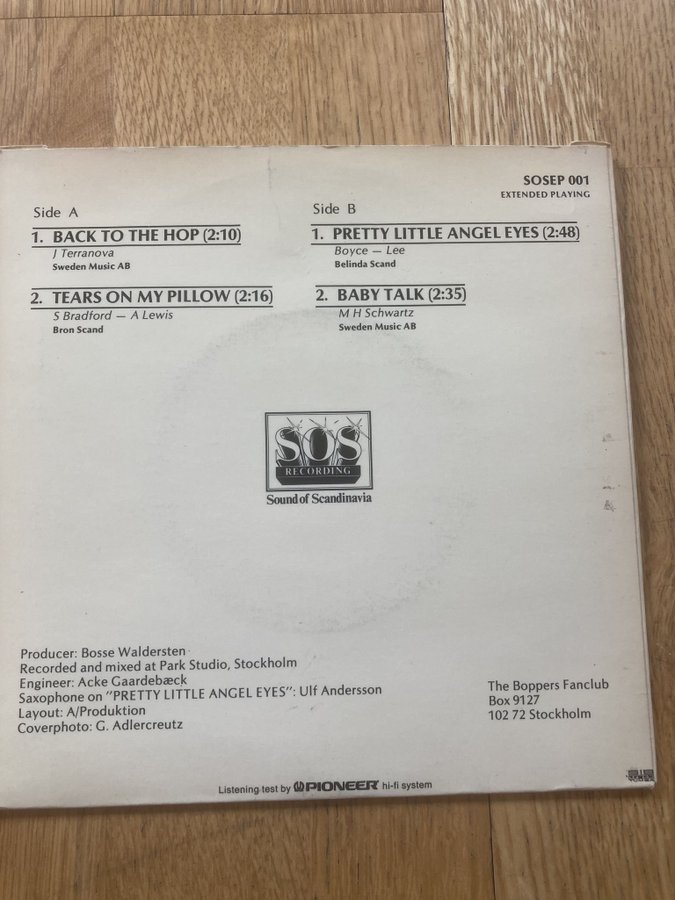 SOSEP 001
EXTENDED PLAYING
Side A
1. BACK TO THE HOP (2:10)
J Terranova
Sweden Music AB
2. TEARS ON MY PILLOW (2:16)
S Bradford — A Lewis
Bron Scand
Side B
1. PRETTY LITTLE ANGEL EYES (2:48)
Boyce — Lee
Belinda Scand
2. BABY TALK (2:35)
M H Schwartz
Sweden Music AB
SOS
RECORDING
Sound of Scandinavia
Producer: Bosse Waldersten
Recorded and mixed at Park Studio, Stockholm
Engineer: Acke Gaardebæck
Saxophone on "PRETTY LITTLE ANGEL EYES": Ulf Andersson
Layout: A/Produktion
Coverphoto: G. Adlercreutz
The Boppers Fanclub
Box 9127
102 72 Stockholm
Listening test by PIONEER hi-fi system